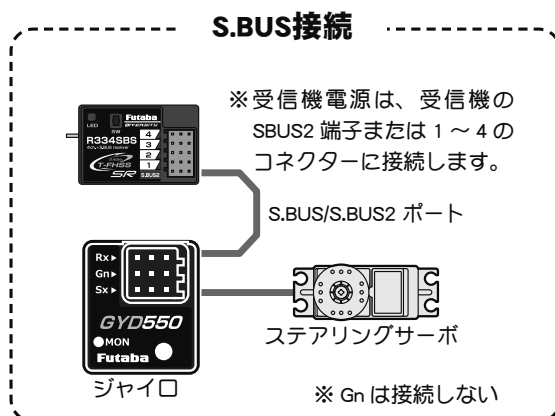 S.BUS接続
※受信機電源は、受信機の
SBUS2 端子または 1 ～ 4 の
コネクターに接続します。
LED
SW
Futaba
DIVERSITY
R334SBS
4
3
2
1
S.BUS2
T-FHSS
SR
S.BUS/S.BUS2 ポート
Rx▶
Gn▶
Sx▶
GYD550
MON
Futaba
ジャイロ
ステアリングサーボ
※ Gn は接続しない